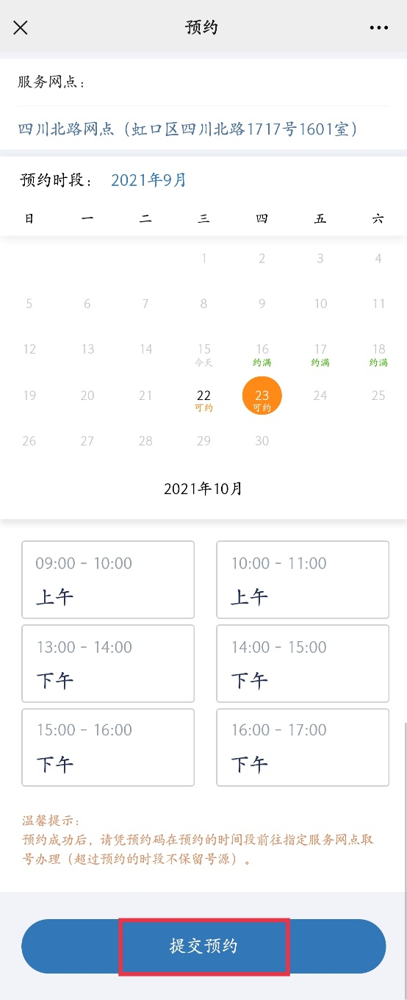 预约
服务网点：
四川北路网点（虹口区四川北路1717号1601室）
预约时段： 2021年9月
日 一 二 三 四 五 六
1 2 3 4
5 6 7 8 9 10 11
12 13 14 15 16 17 18
今天 约满 约满 约满
19 20 21 22 23 24 25
可约 可约
26 27 28 29 30
2021年10月
09:00 - 10:00 10:00 - 11:00
上午 上午
13:00 - 14:00 14:00 - 15:00
下午 下午
15:00 - 16:00 16:00 - 17:00
下午 下午
温馨提示：
预约成功后，请凭预约码在预约的时间段前往指定服务网点取
号办理（超过预约的时段不保留号源）。
提交预约